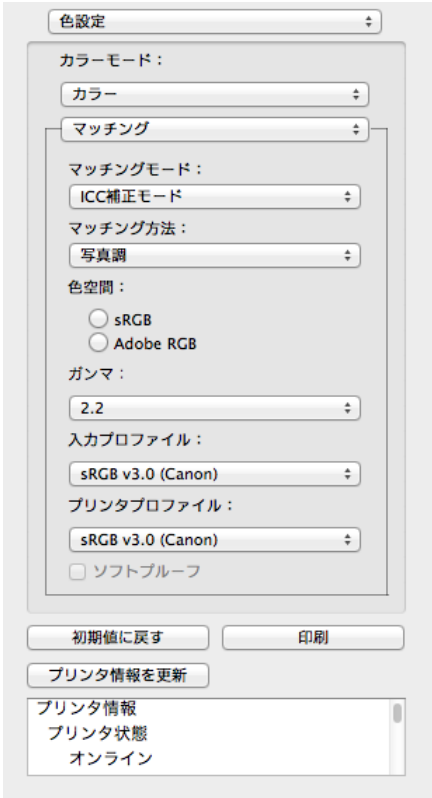 色設定
カラーモード：
カラー
マッチング
マッチングモード：
ICC補正モード
マッチング方法：
写真調
色空間：
sRGB
Adobe RGB
ガンマ：
2.2
入力プロファイル：
sRGB v3.0 (Canon)
プリンタプロファイル：
sRGB v3.0 (Canon)
ソフトプルーフ
初期値に戻す 印刷
プリンタ情報を更新
プリンタ情報
プリンタ状態
オンライン